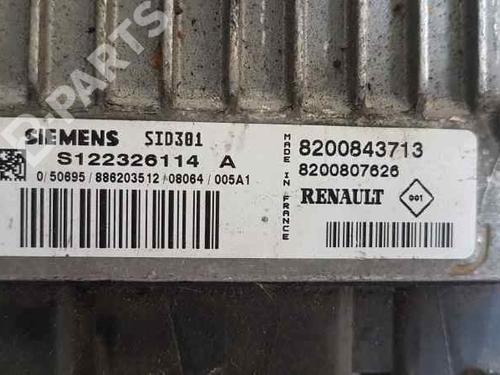 B-PARTS
SIEMENS SID301
S122326114 A
0/50695/886203512/08064/005A1
MADE IN FRANCE
8200843713
8200807626
RENAULT 001